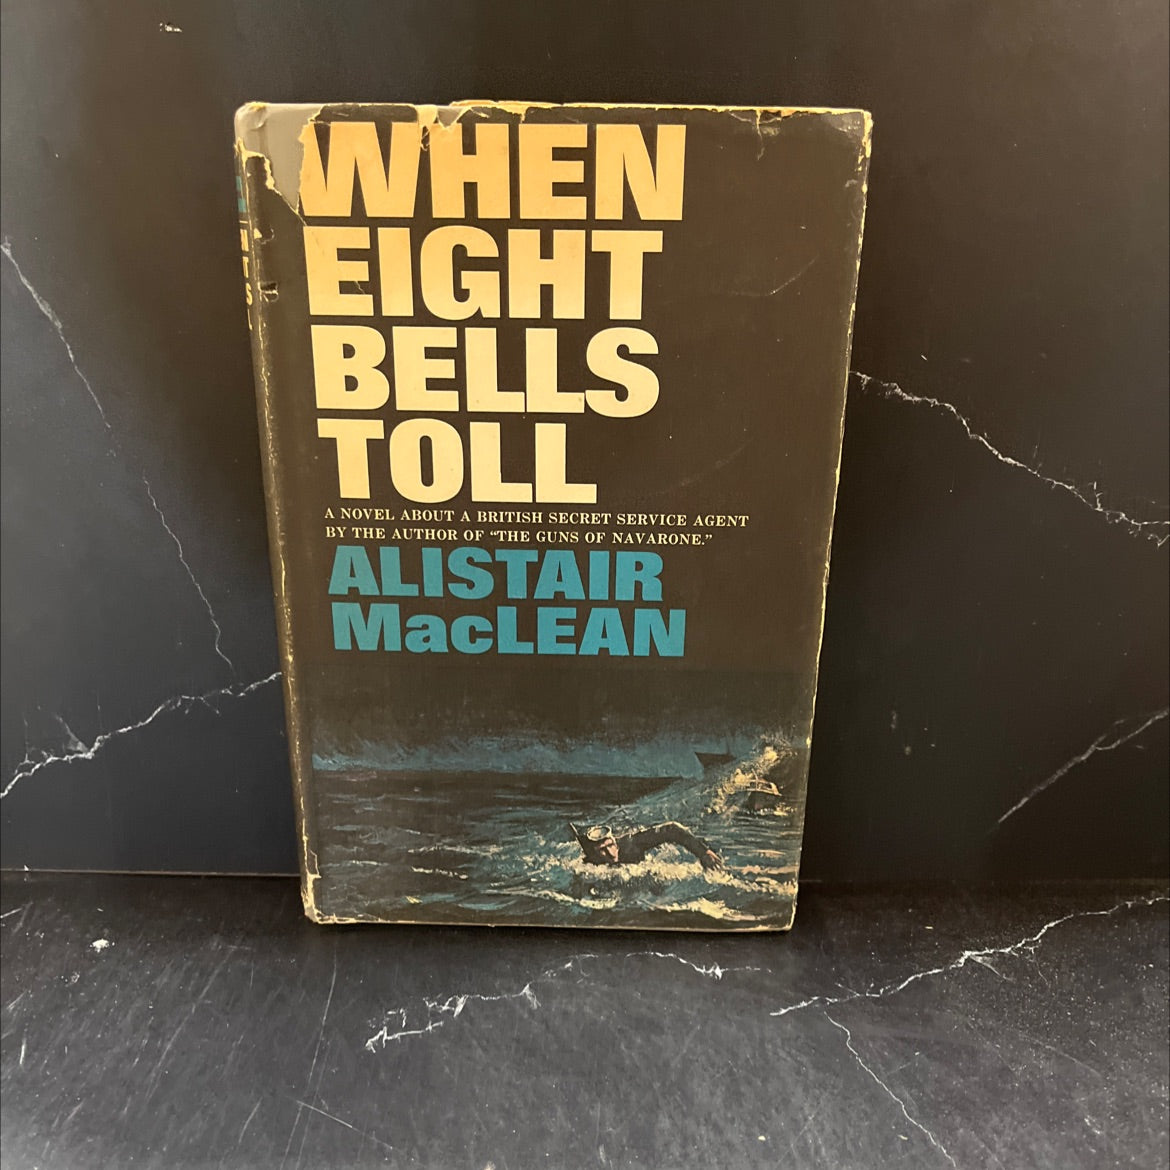 WHEN
EIGHT
BELLS
TOLL
A NOVEL ABOUT A BRITISH SECRET SERVICE AGENT
BY THE AUTHOR OF "THE GUNS OF NAVARONE."
ALISTAIR
MacLEAN